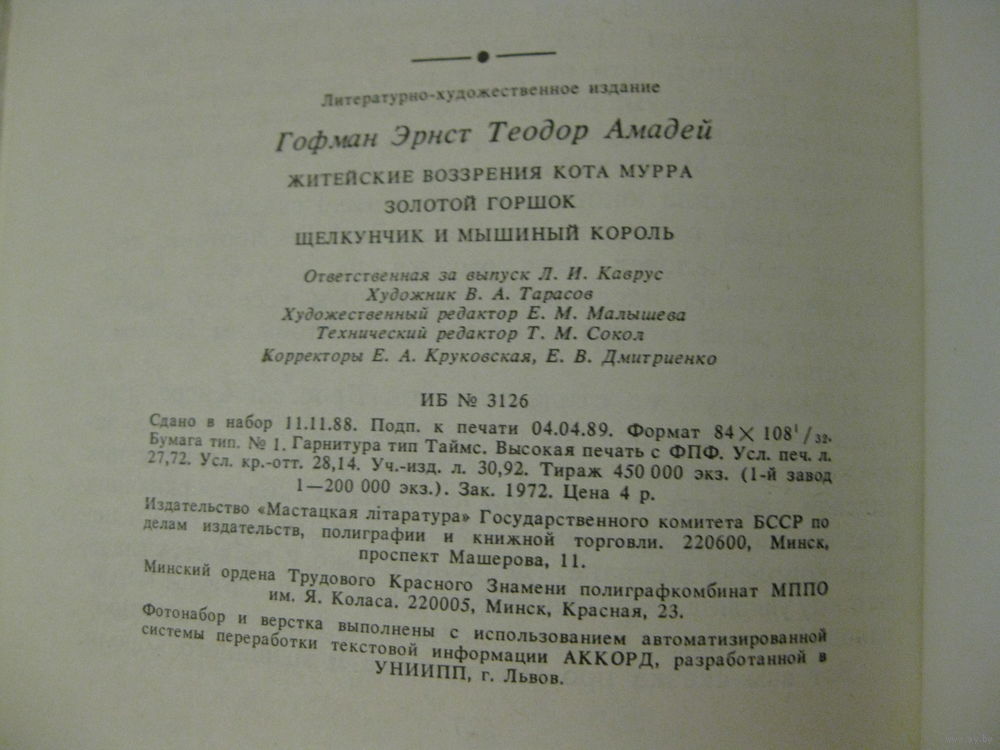 Литературно-художественное издание
Гофман Эрнст Теодор Амадей
ЖИТЕЙСКИЕ ВОЗЗРЕНИЯ КОТА МУРРА
ЗОЛОТОЙ ГОРШОК
ЩЕЛКУНЧИК И МЫШИНЫЙ КОРОЛЬ
Ответственная за выпуск Л. И. Каврус
Художник В. А. Тарасов
Художественный редактор Е. М. Малышева
Технический редактор Т. М. Сокол
Корректоры Е. А. Круковская, Е. В. Дмитриенко
ИБ № 3126
Сдано в набор 11.11.88. Подп. к печати 04.04.89. Формат 84×108¹/₃₂.
Бумага тип. № 1. Гарнитура тип Таймс. Высокая печать с ФПФ. Усл. печ. л.
27,72. Усл. кр.-отт. 28,14. Уч.-изд. л. 30,92. Тираж 450 000 экз. (1-й завод
1—200 000 экз.). Зак. 1972. Цена 4 р.
Издательство «Мастацкая літаратура» Государственного комитета БССР по
делам издательств, полиграфии и книжной торговли. 220600, Минск,
проспект Машерова, 11.
Минский ордена Трудового Красного Знамени полиграфкомбинат МППО
им. Я. Коласа. 220005, Минск, Красная, 23.
Фотонабор и верстка выполнены с использованием автоматизированной
системы переработки текстовой информации АККОРД, разработанной в
УНИИПП, г. Львов.